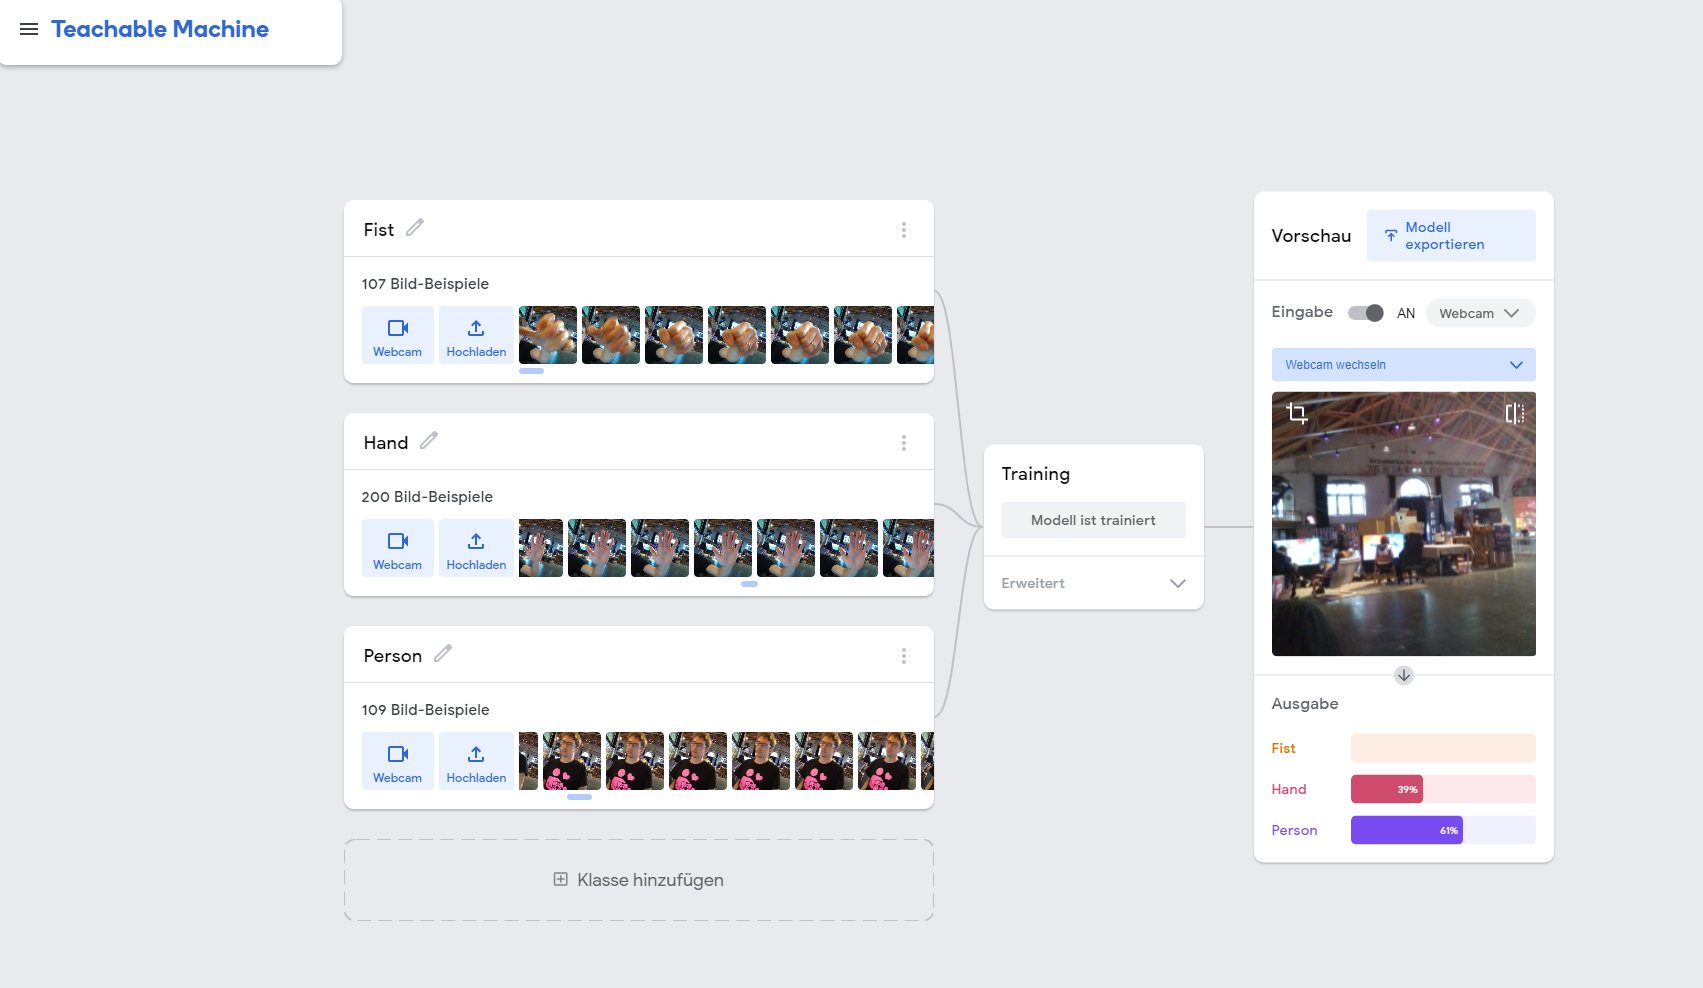 Teachable Machine
Fist
107 Bild-Beispiele
Webcam
Hochladen
Hand
200 Bild-Beispiele
Webcam
Hochladen
Person
109 Bild-Beispiele
Webcam
Hochladen
Klasse hinzufügen
Training
Modell ist trainiert
Erweitert
Vorschau
Modell
exportieren
Eingabe
AN
Webcam
Webcam wechseln
Ausgabe
Fist
Hand
39%
Person
61%